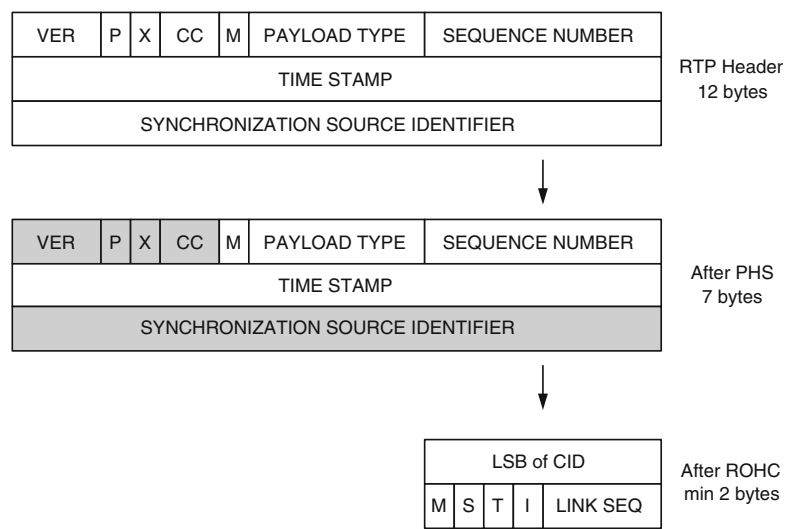 VER P X CC M PAYLOAD TYPE SEQUENCE NUMBER
TIME STAMP
SYNCHRONIZATION SOURCE IDENTIFIER
RTP Header
12 bytes
VER P X CC M PAYLOAD TYPE SEQUENCE NUMBER
TIME STAMP
SYNCHRONIZATION SOURCE IDENTIFIER
After PHS
7 bytes
LSB of CID
M S T I LINK SEQ
After ROHC
min 2 bytes